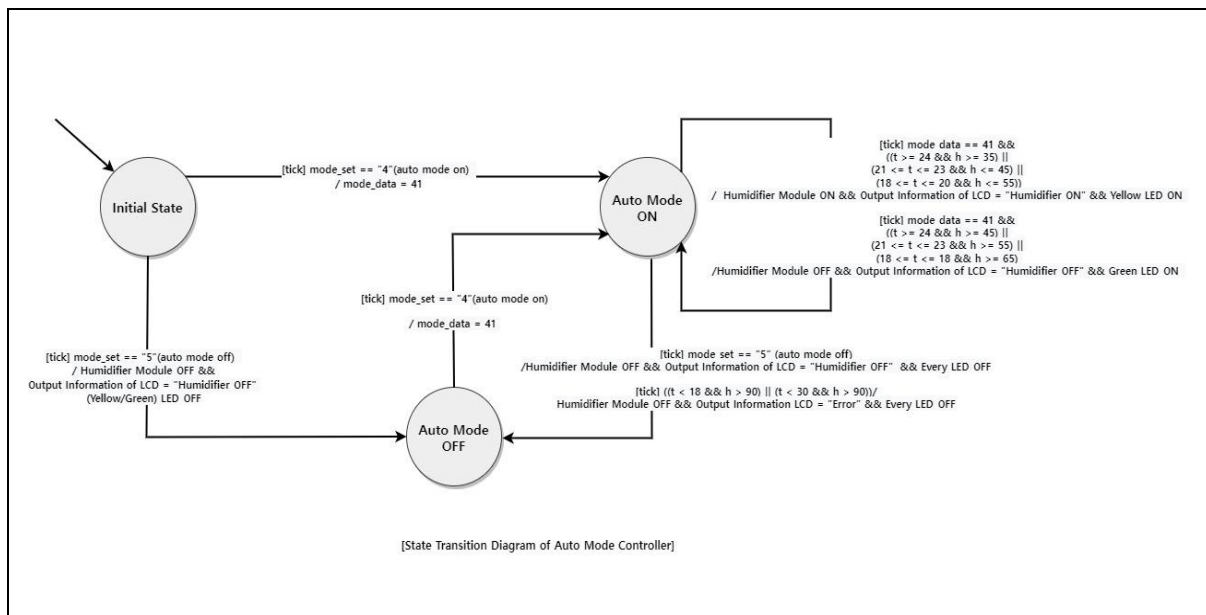 [tick] mode_set == "4"(auto mode on)
/ mode_data = 41
Initial State
Auto Mode
ON
[tick] mode data == 41 &&
((t >= 24 && h >= 35) ||
(21 <= t <= 23 && h <= 45) ||
(18 <= t <= 20 && h <= 55))
/ Humidifier Module ON && Output Information of LCD = "Humidifier ON" && Yellow LED ON
[tick] mode data == 41 &&
((t >= 24 && h >= 45) ||
(21 <= t <= 23 && h >= 55) ||
(18 <= t <= 18 && h >= 65)
/Humidifier Module OFF && Output Information of LCD = "Humidifier OFF" && Green LED ON
[tick] mode_set == "4"(auto mode on)
/ mode_data = 41
[tick] mode_set == "5"(auto mode off)
/ Humidifier Module OFF &&
Output Information of LCD = "Humidifier OFF"
(Yellow/Green) LED OFF
[tick] mode set == "5" (auto mode off)
/Humidifier Module OFF && Output Information of LCD = "Humidifier OFF" && Every LED OFF
[tick] ((t < 18 && h > 90) || (t < 30 && h > 90))/
Humidifier Module OFF && Output Information LCD = "Error" && Every LED OFF
Auto Mode
OFF
[State Transition Diagram of Auto Mode Controller]